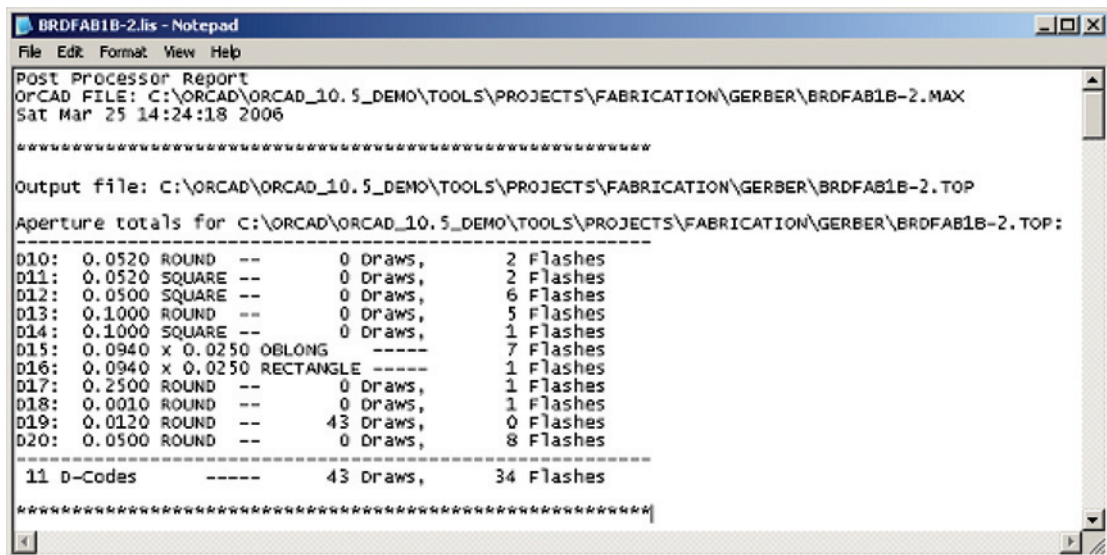 BRDFAB1B-2.lis - Notepad
File Edit Format View Help
Post Processor Report
OrCAD FILE: C:\ORCAD\ORCAD_10.5_DEMO\TOOLS\PROJECTS\FABRICATION\GERBER\BRDFAB1B-2.MAX
Sat Mar 25 14:24:18 2006
**********************************************************
Output file: C:\ORCAD\ORCAD_10.5_DEMO\TOOLS\PROJECTS\FABRICATION\GERBER\BRDFAB1B-2.TOP
Aperture totals for C:\ORCAD\ORCAD_10.5_DEMO\TOOLS\PROJECTS\FABRICATION\GERBER\BRDFAB1B-2.TOP:
----------------------------------------------------------
D10: 0.0520 ROUND -- 0 Draws, 2 Flashes
D11: 0.0520 SQUARE -- 0 Draws, 2 Flashes
D12: 0.0500 SQUARE -- 0 Draws, 6 Flashes
D13: 0.1000 ROUND -- 0 Draws, 5 Flashes
D14: 0.1000 SQUARE -- 0 Draws, 1 Flashes
D15: 0.0940 x 0.0250 OBLONG ----- 7 Flashes
D16: 0.0940 x 0.0250 RECTANGLE ----- 1 Flashes
D17: 0.2500 ROUND -- 0 Draws, 1 Flashes
D18: 0.0010 ROUND -- 0 Draws, 1 Flashes
D19: 0.0120 ROUND -- 43 Draws, 0 Flashes
D20: 0.0500 ROUND -- 0 Draws, 8 Flashes
----------------------------------------------------------
11 D-Codes ----- 43 Draws, 34 Flashes
**********************************************************